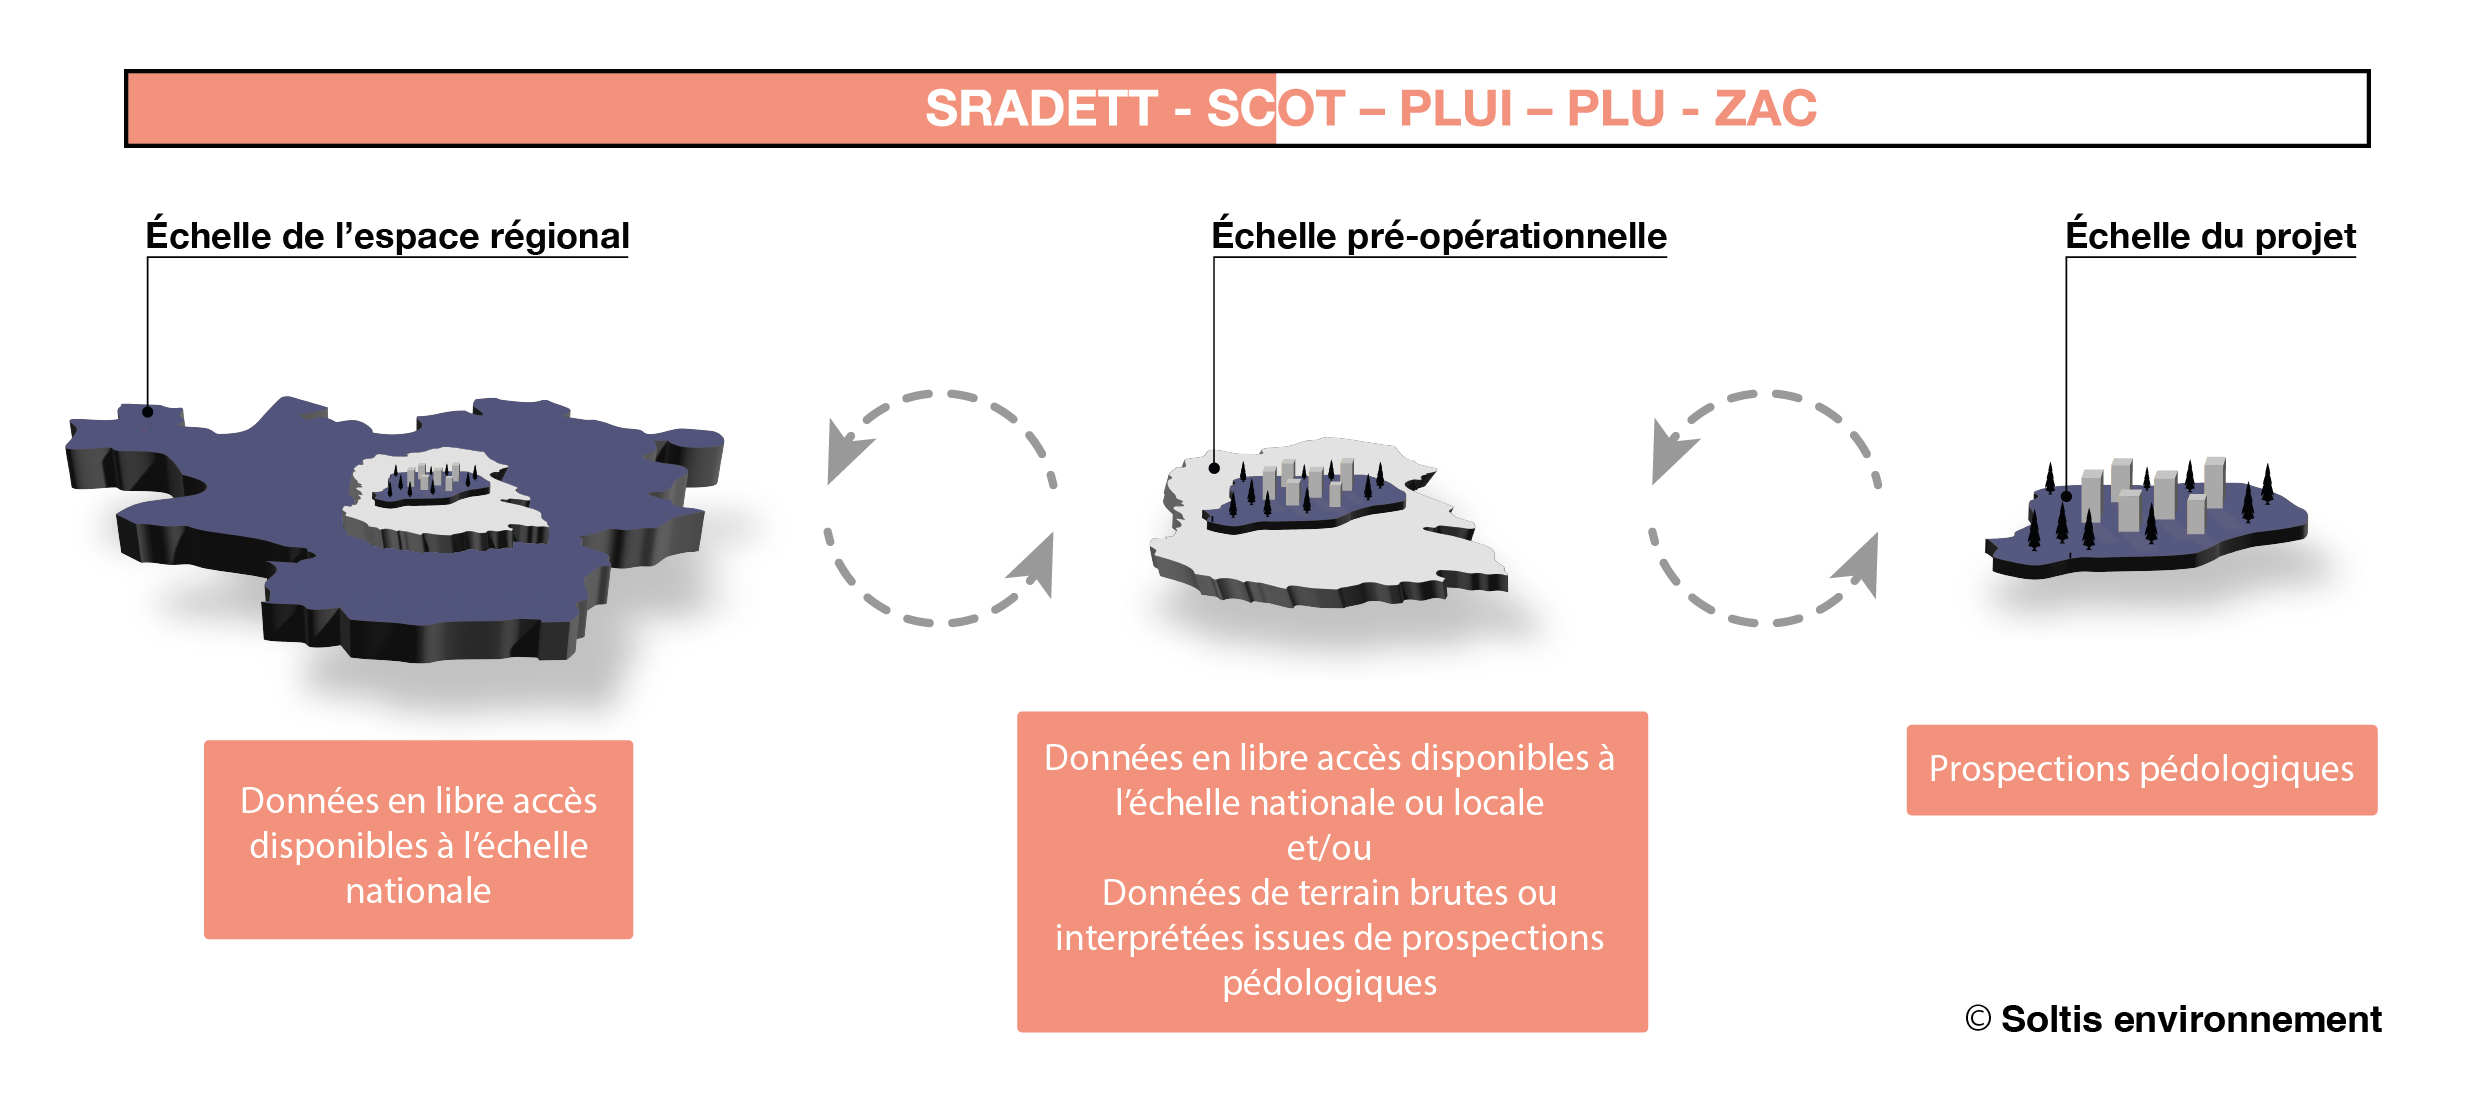 SRADETT - SCOT – PLUI – PLU - ZAC
Échelle de l’espace régional
Échelle pré-opérationnelle
Échelle du projet
Données en libre accès
disponibles à l’échelle
nationale
Données en libre accès disponibles à
l’échelle nationale ou locale
et/ou
Données de terrain brutes ou
interprétées issues de prospections
pédologiques
Prospections pédologiques
© Soltis environnement